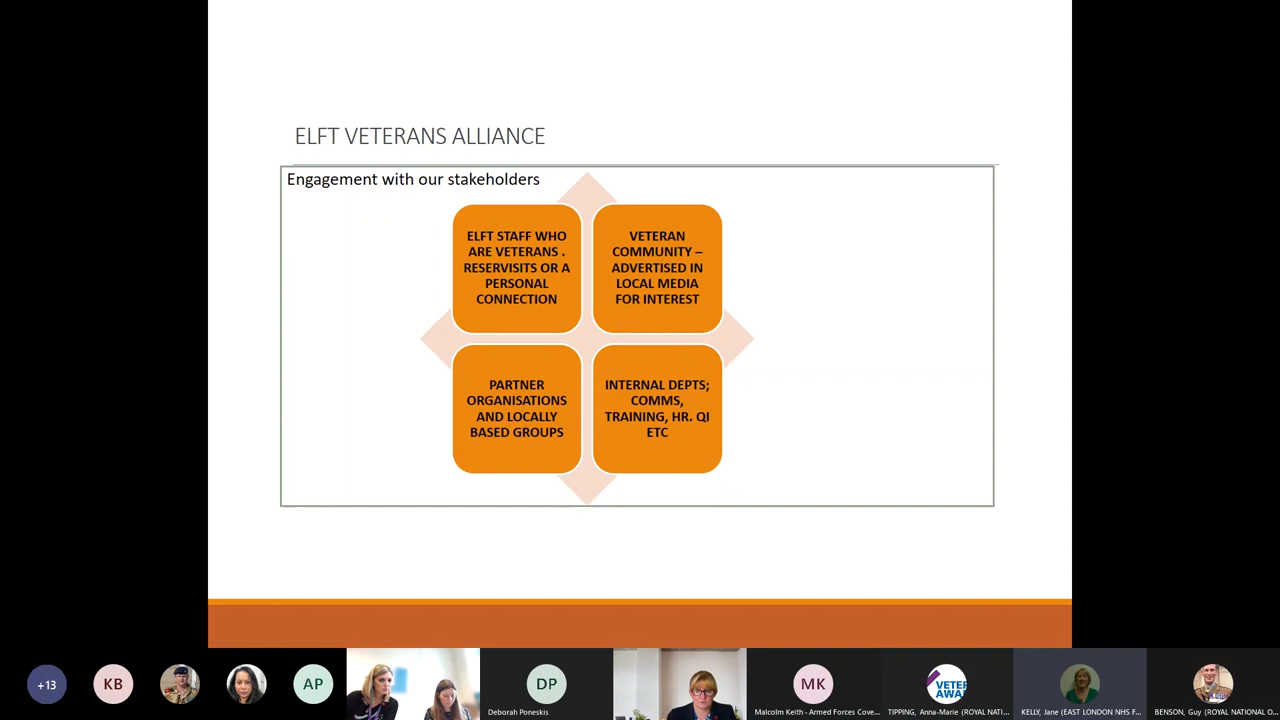 ELFT VETERANS ALLIANCE
Engagement with our stakeholders
ELFT STAFF WHO
ARE VETERANS .
RESERVISITS OR A
PERSONAL
CONNECTION
VETERAN
COMMUNITY –
ADVERTISED IN
LOCAL MEDIA
FOR INTEREST
PARTNER
ORGANISATIONS
AND LOCALLY
BASED GROUPS
INTERNAL DEPTS;
COMMS,
TRAINING, HR. QI
ETC
+13
KB
AP
DP
Deborah Poneskis
MK
Malcolm Keith - Armed Forces Cove...
VETER
AWA
TIPPING, Anna-Marie (ROYAL NATI...
KELLY, Jane (EAST LONDON NHS F...
BENSON, Guy (ROYAL NATIONAL O...